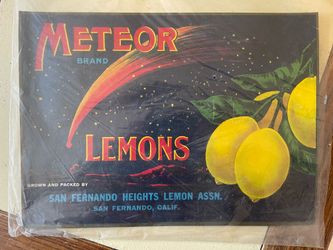 METEOR
BRAND
LEMONS
GROWN AND PACKED BY
SAN FERNANDO HEIGHTS LEMON ASSN.
SAN FERNANDO, CALIF.